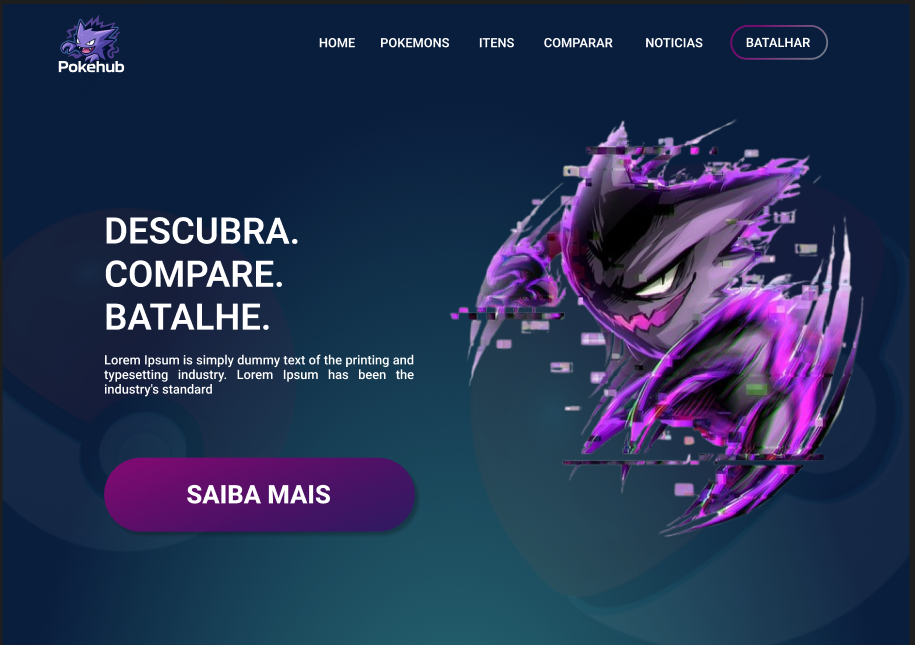 Pokehub
HOME
POKEMONS
ITENS
COMPARAR
NOTICIAS
BATALHAR
DESCUBRA.
COMPARE.
BATALHE.
Lorem Ipsum is simply dummy text of the printing and
typesetting industry. Lorem Ipsum has been the
industry's standard
SAIBA MAIS